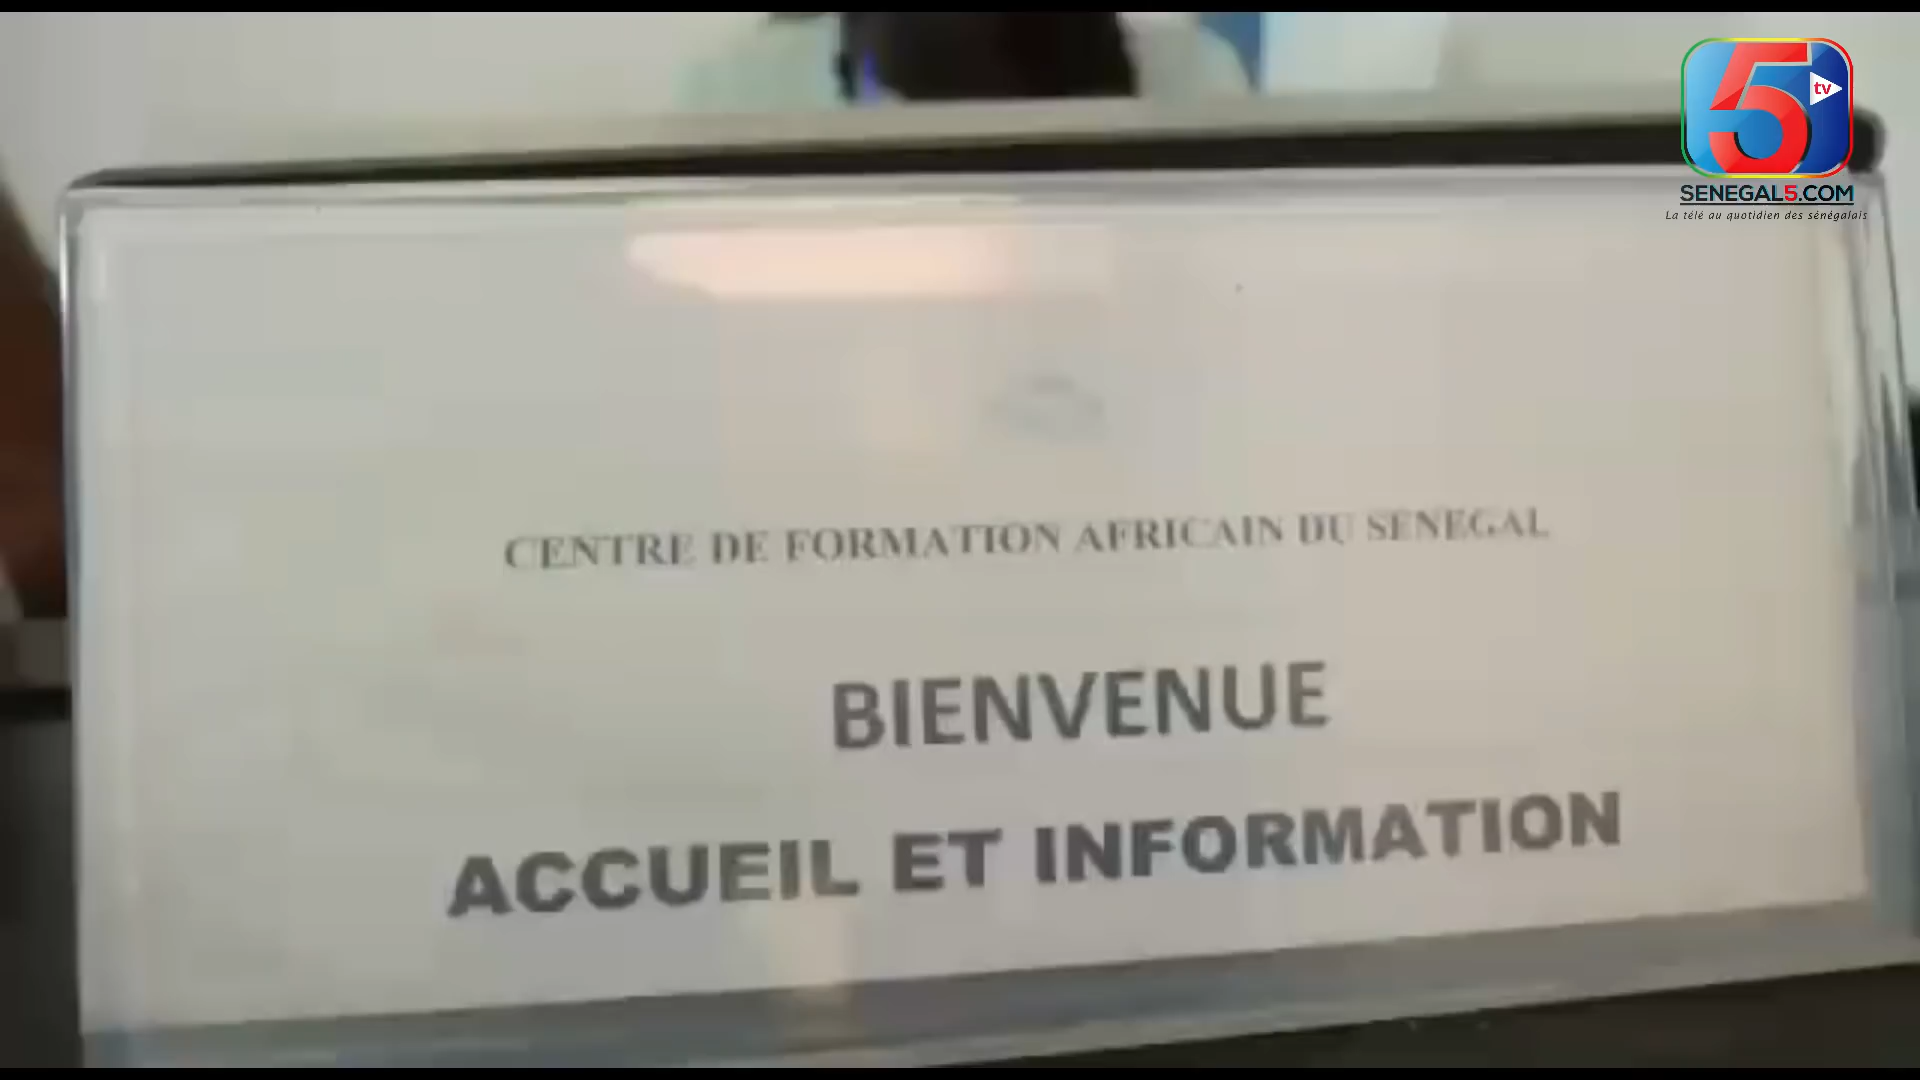 5
tv
SENEGAL5.COM
La télé au quotidien des sénégalais
CENTRE DE FORMATION AFRICAIN DU SENEGAL
BIENVENUE
ACCUEIL ET INFORMATION